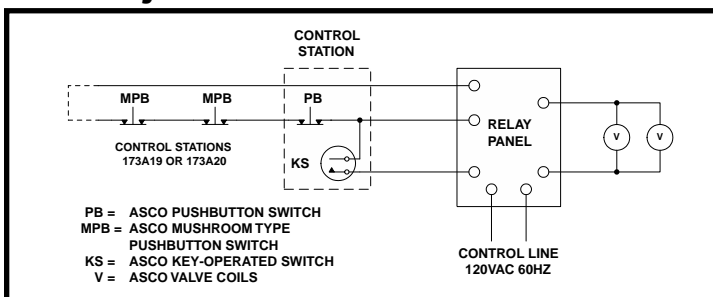 CONTROL
STATION
MPB
MPB
PB
CONTROL STATIONS
173A19 OR 173A20
KS
RELAY
PANEL
V
V
CONTROL LINE
120VAC 60HZ
PB = ASCO PUSHBUTTON SWITCH
MPB = ASCO MUSHROOM TYPE
PUSHBUTTON SWITCH
KS = ASCO KEY-OPERATED SWITCH
V = ASCO VALVE COILS